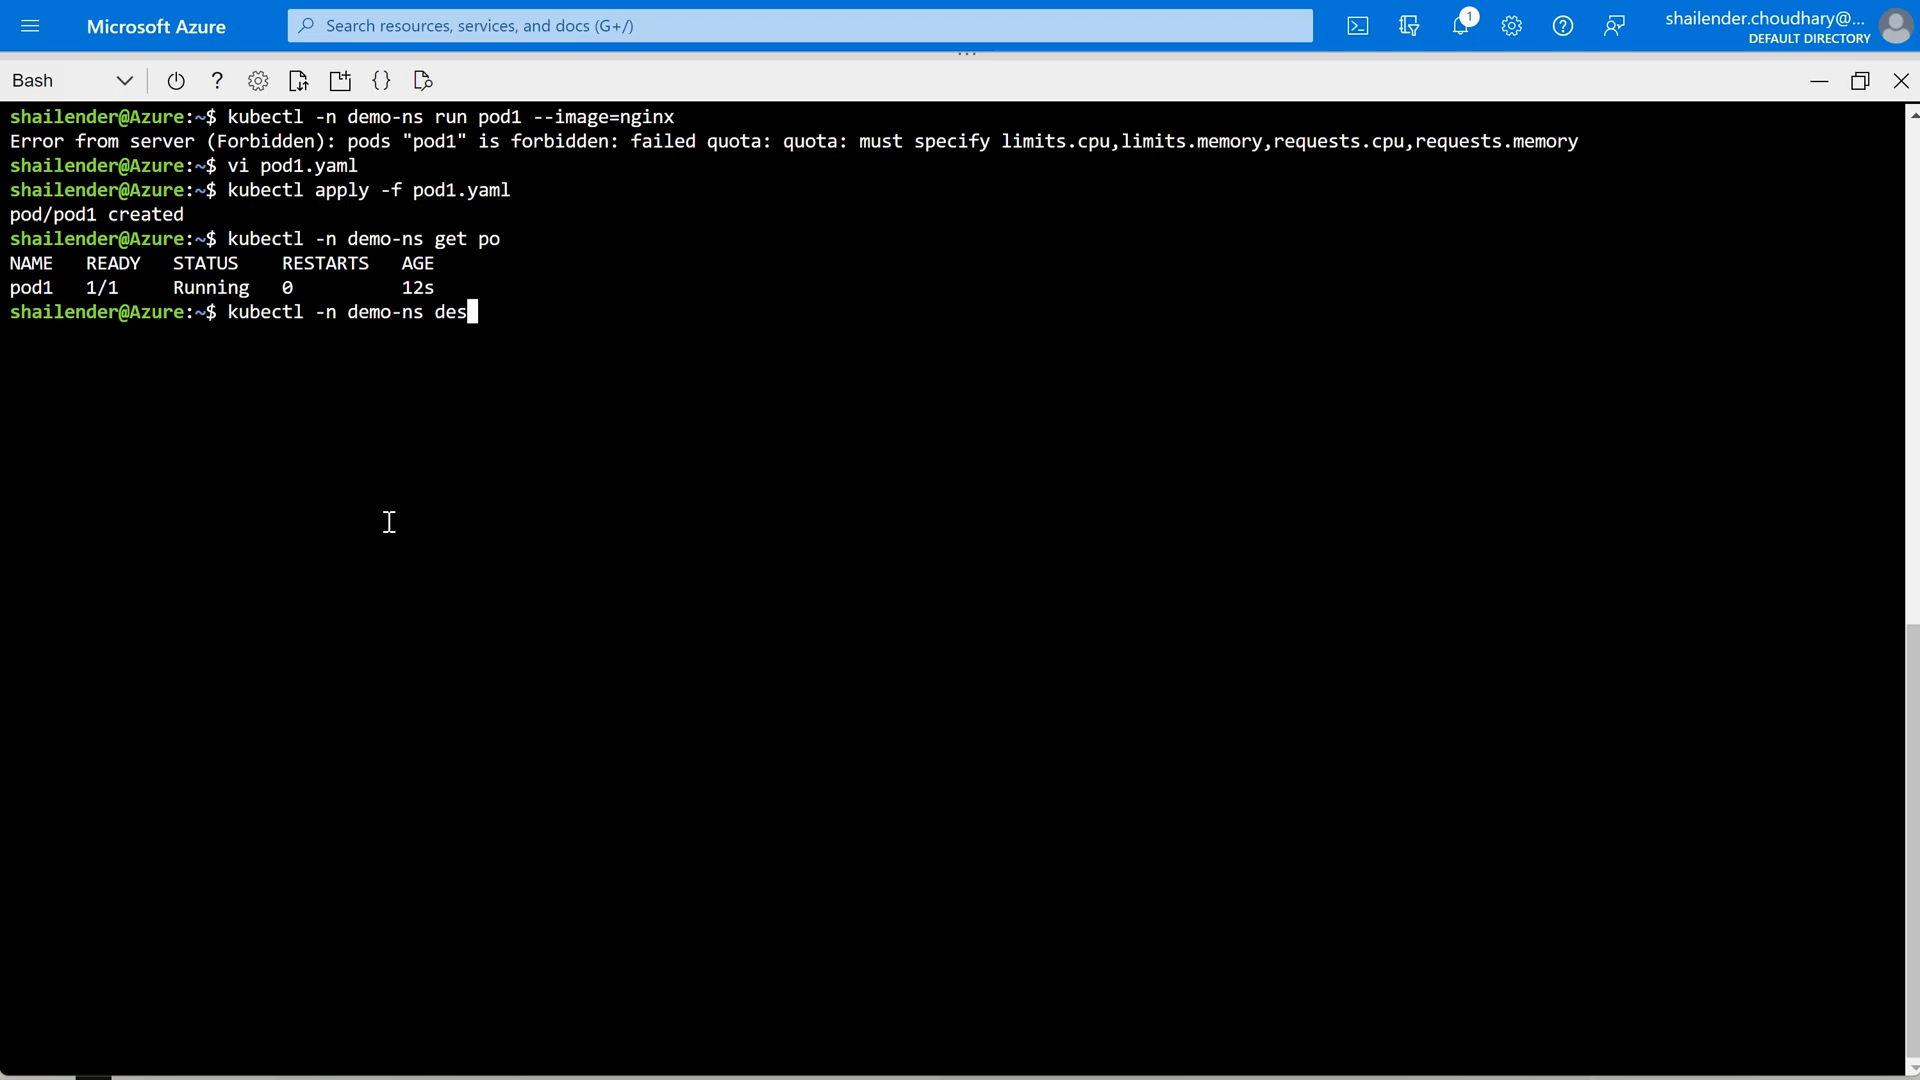 Microsoft Azure
Search resources, services, and docs (G+/)
1
shailender.choudhary@...
DEFAULT DIRECTORY
Bash
shailender@Azure:~$ kubectl -n demo-ns run pod1 --image=nginx
Error from server (Forbidden): pods "pod1" is forbidden: failed quota: quota: must specify limits.cpu,limits.memory,requests.cpu,requests.memory
shailender@Azure:~$ vi pod1.yaml
shailender@Azure:~$ kubectl apply -f pod1.yaml
pod/pod1 created
shailender@Azure:~$ kubectl -n demo-ns get po
NAME READY STATUS RESTARTS AGE
pod1 1/1 Running 0 12s
shailender@Azure:~$ kubectl -n demo-ns des